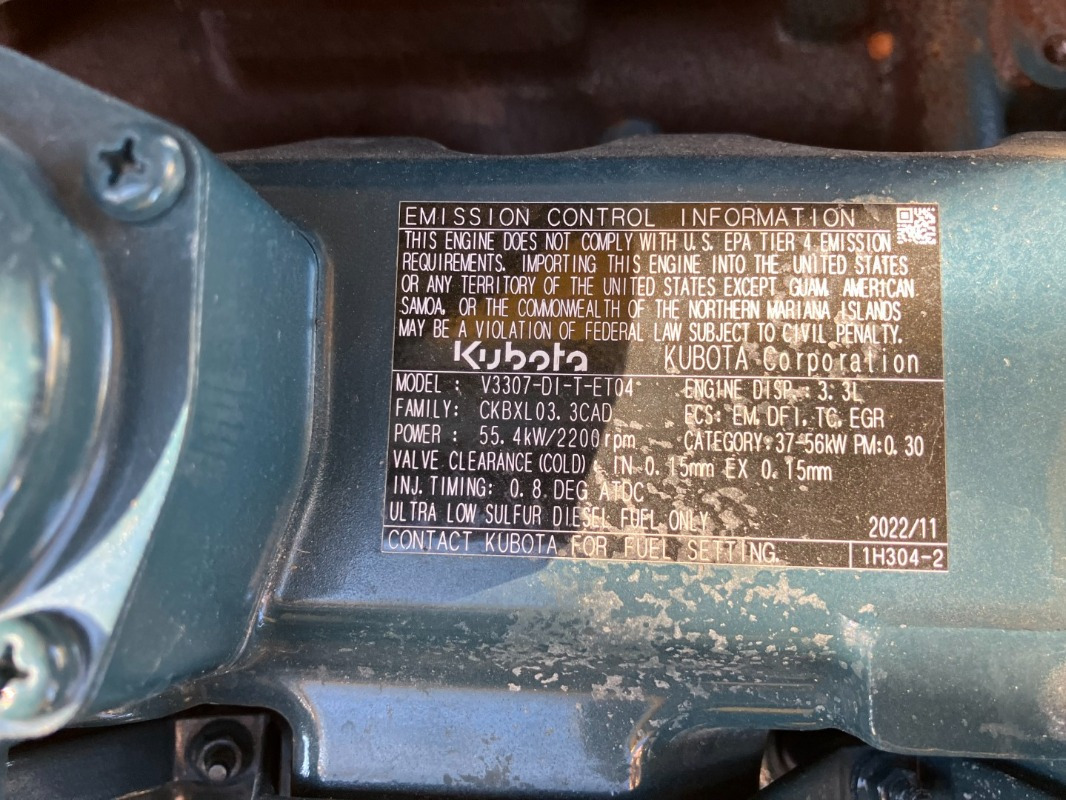 EMISSION CONTROL INFORMATION
THIS ENGINE DOES NOT COMPLY WITH U.S. EPA TIER 4 EMISSION
REQUIREMENTS. IMPORTING THIS ENGINE INTO THE UNITED STATES
OR ANY TERRITORY OF THE UNITED STATES EXCEPT GUAM, AMERICAN
SAMOA, OR THE COMMONWEALTH OF THE NORTHERN MARIANA ISLANDS
MAY BE A VIOLATION OF FEDERAL LAW SUBJECT TO CIVIL PENALTY.
Kubota KUBOTA Corporation
MODEL : V3307-DI-T-ET04 ENGINE DISP.: 3.3L
FAMILY: CKBXL03.3CAD ECS: EM, DFI, TC, EGR
POWER : 55.4kW/2200rpm CATEGORY:37-56kW PM:0.30
VALVE CLEARANCE (COLD) : IN 0.15mm EX 0.15mm
INJ. TIMING: 0.8 DEG ATDC
ULTRA LOW SULFUR DIESEL FUEL ONLY 2022/11
CONTACT KUBOTA FOR FUEL SETTING. 1H304-2